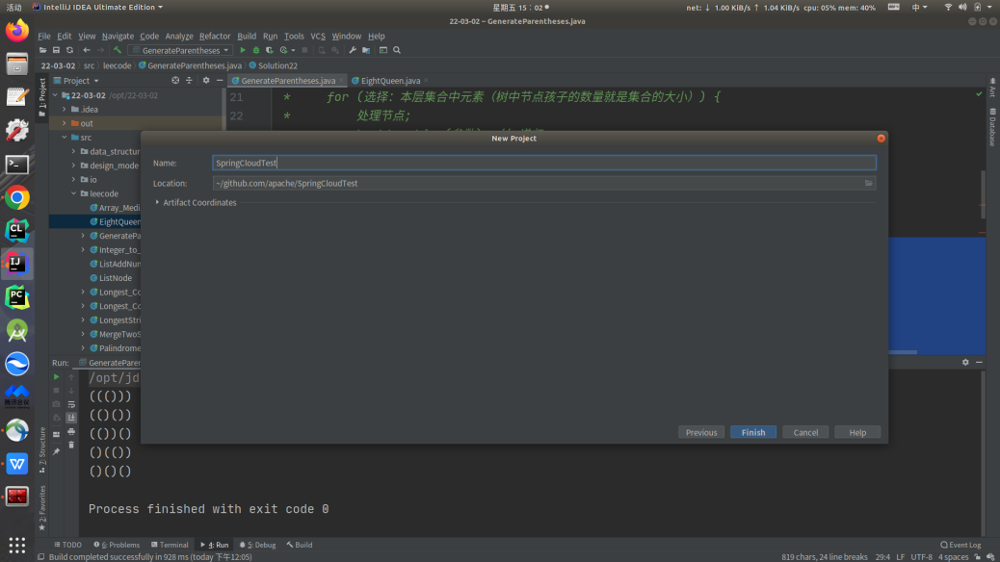 活动 IntelliJ IDEA Ultimate Edition 星期五 15：02 net: ↓ 1.00 KiB/s ↑ 1.04 KiB/s cpu: 05% mem: 40% 中
22-03-02 – GenerateParentheses.java
File Edit View Navigate Code Analyze Refactor Build Run Tools VCS Window Help
GenerateParentheses
22-03-02 src leecode GenerateParentheses.java Solution22
Project GenerateParentheses.java EightQueen.java
1: Project
22-03-02 /opt/22-03-02
.idea
out
src
data_structur
design_mode
io
leecode
Array_Medi
EightQueen
GeneratePa
Integer_to_
ListAddNum
ListNode
Longest_Co
Longest_Co
LongestStri
MergeTwoS
Palindrome
21 * for (选择：本层集合中元素（树中节点孩子的数量就是集合的大小）) {
22 * 处理节点;
Ant
Database
New Project
Name: SpringCloudTest
Location: ~/github.com/apache/SpringCloudTest
Artifact Coordinates
Previous Finish Cancel Help
Run: GenerateParen
/opt/jd
((()))
(()())
(())()
()(())
()()()
Process finished with exit code 0
7: Structure
2: Favorites
腾讯会议
TODO 6: Problems Terminal 4: Run 5: Debug Build Event Log
Build completed successfully in 928 ms (today 下午12:05) 819 chars, 24 line breaks 29:4 LF UTF-8 4 spaces